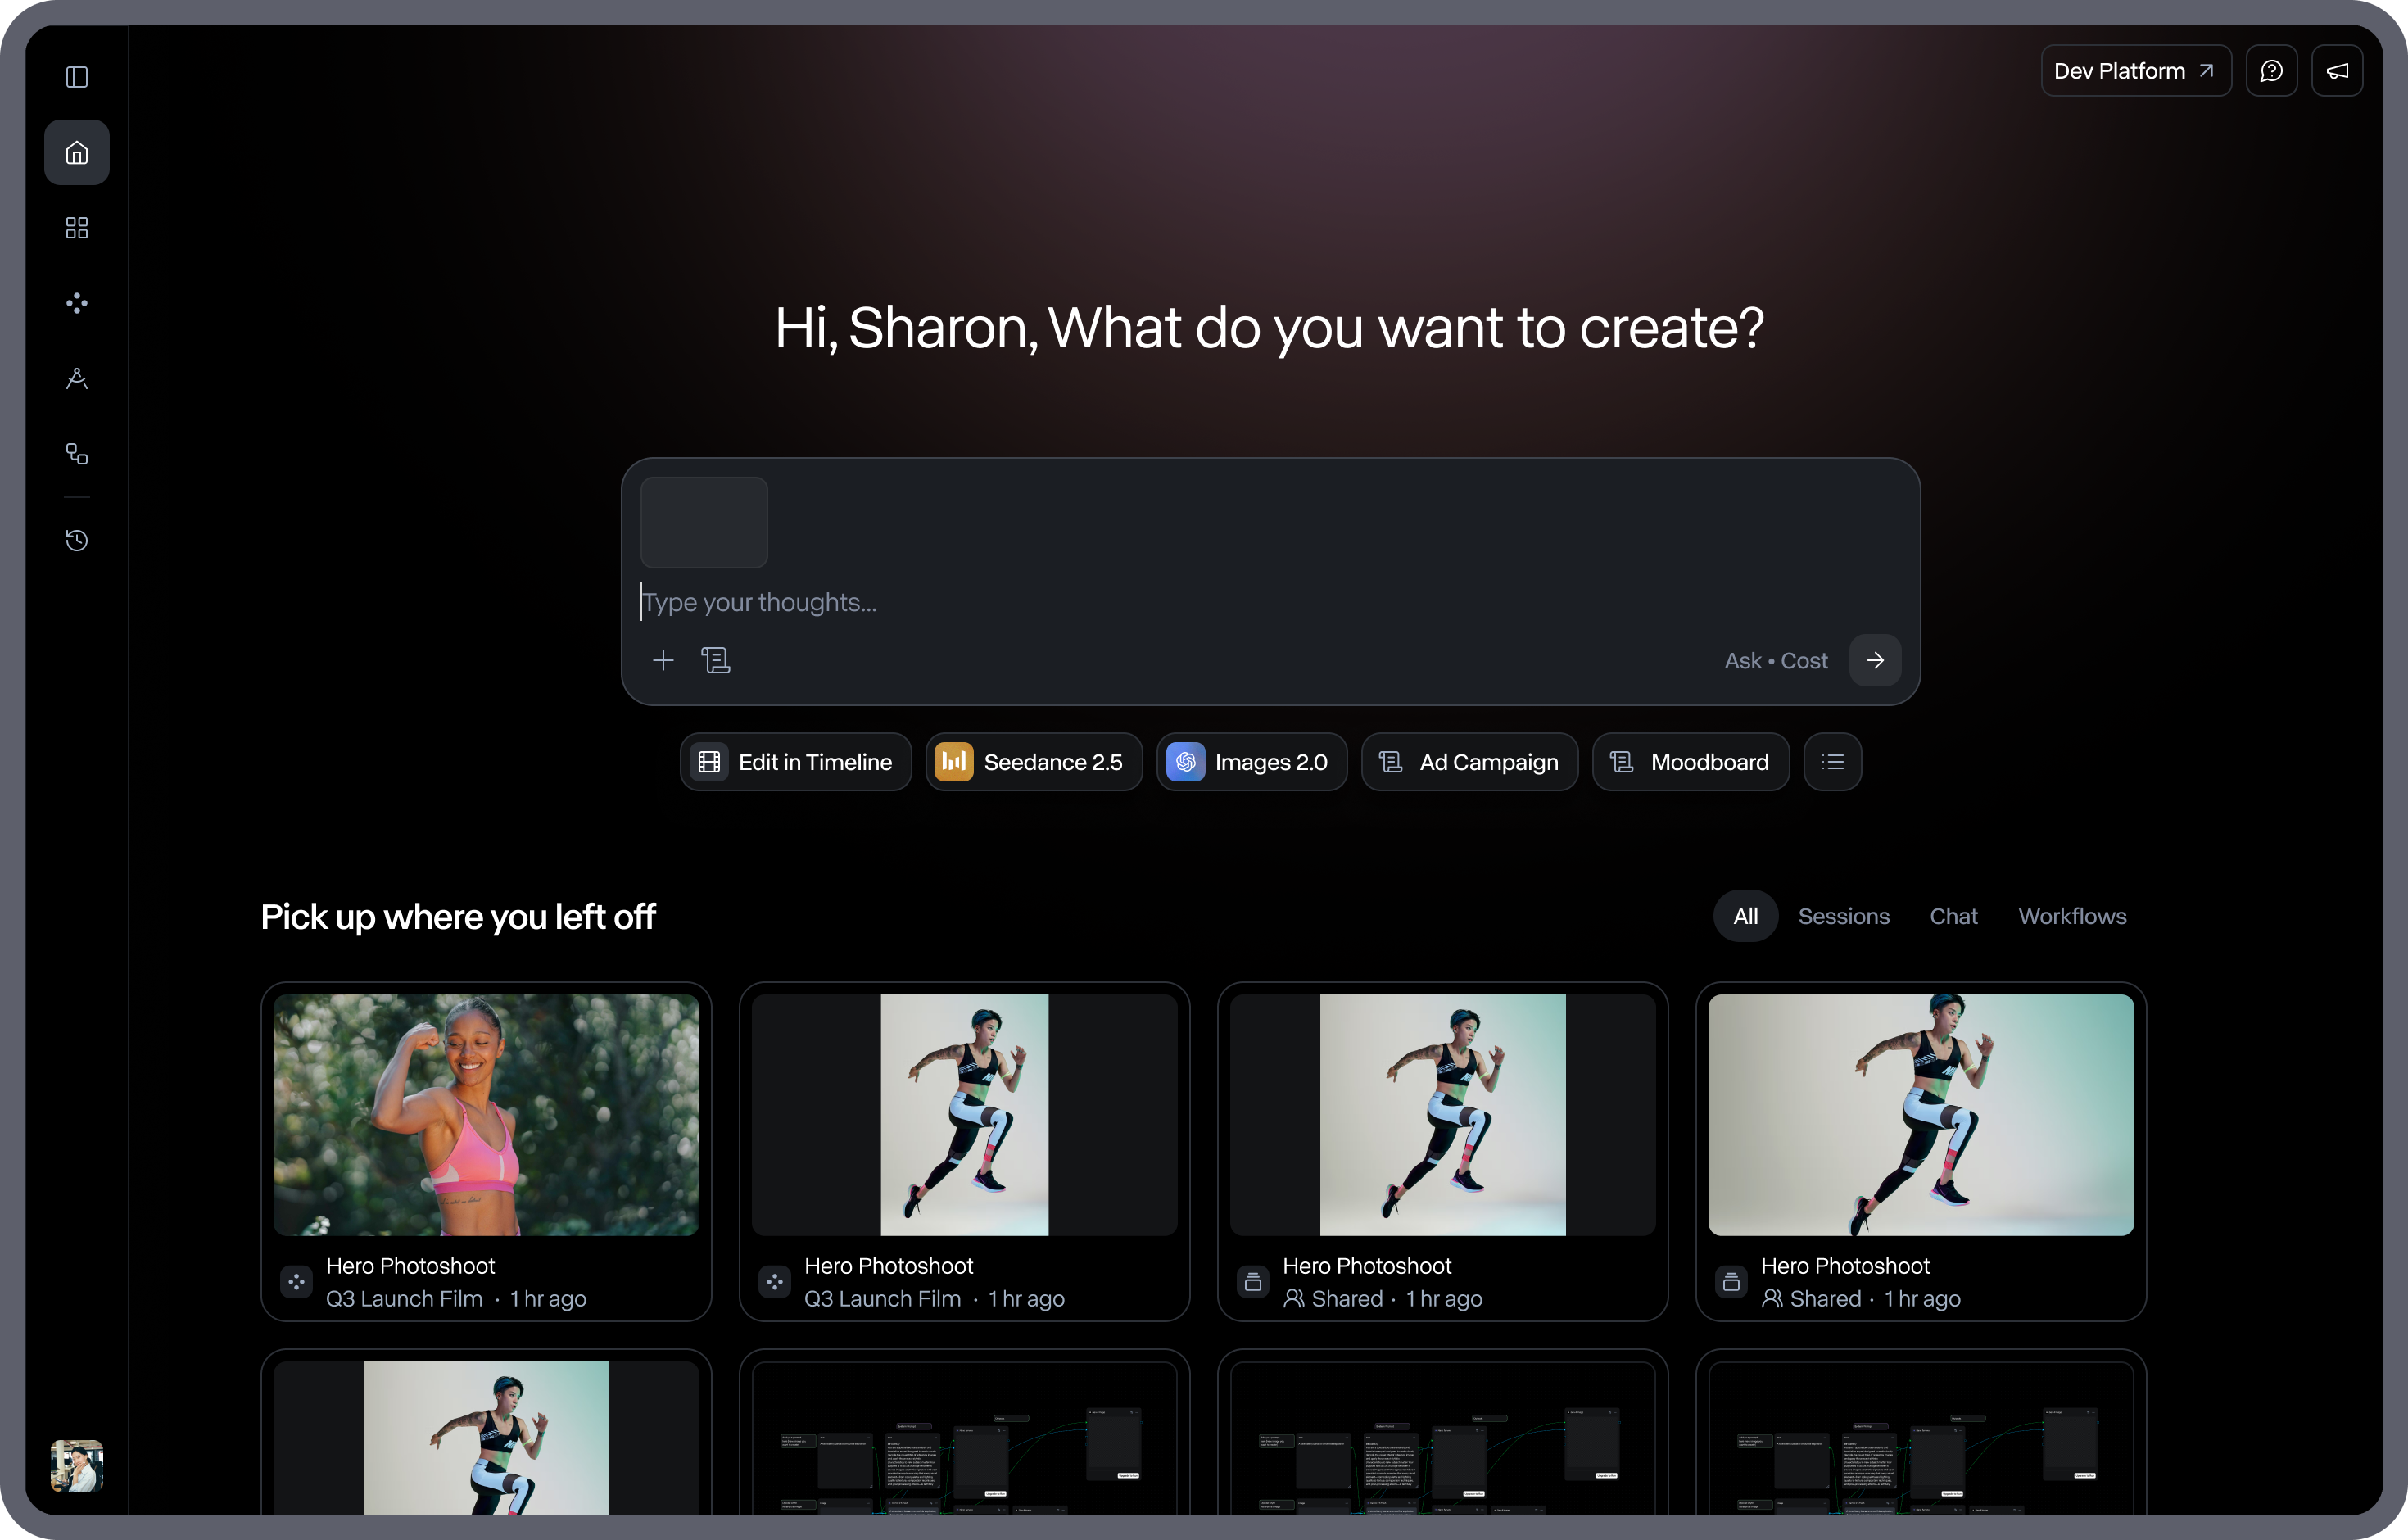 Dev Platform
Hi, Sharon, What do you want to create?
Type your thoughts...
Ask • Cost
Edit in Timeline
Seedance 2.5
Images 2.0
Ad Campaign
Moodboard
Pick up where you left off
All
Sessions
Chat
Workflows
Hero Photoshoot
Q3 Launch Film · 1 hr ago
Hero Photoshoot
Q3 Launch Film · 1 hr ago
Hero Photoshoot
Shared · 1 hr ago
Hero Photoshoot
Shared · 1 hr ago